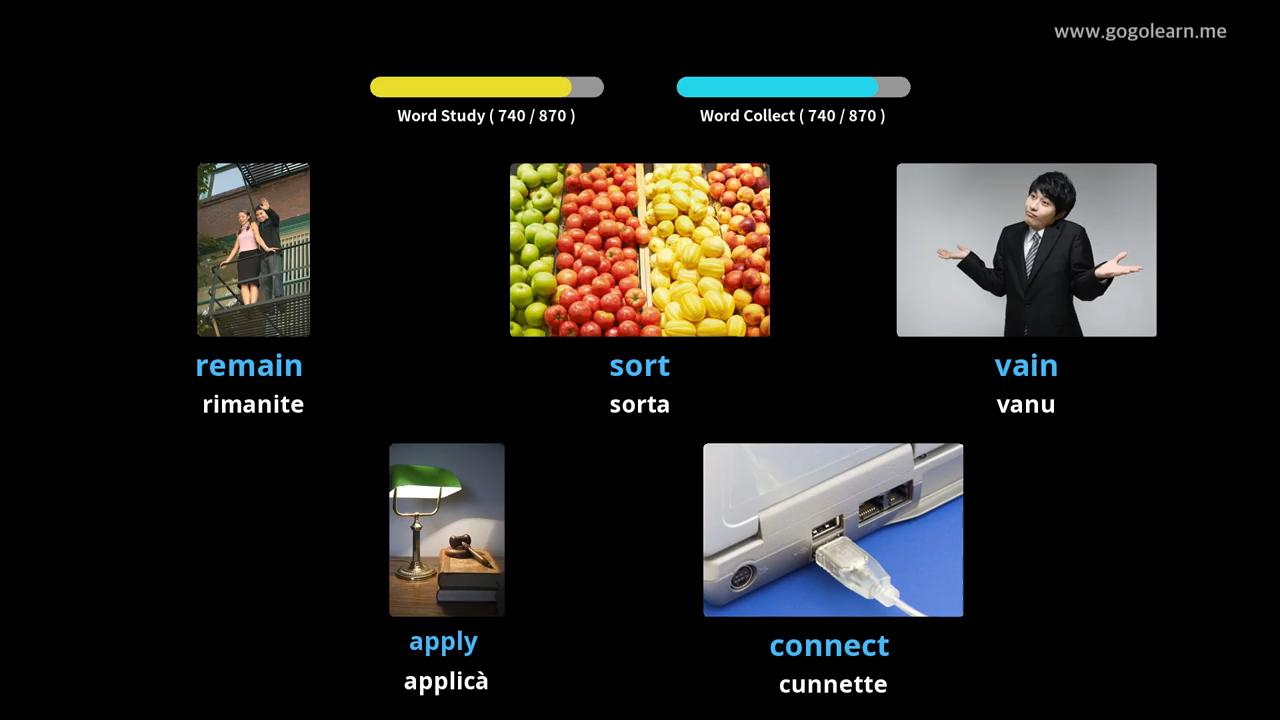 www.gogolearn.me
Word Study ( 740 / 870 )
Word Collect ( 740 / 870 )
remain
rimanite
sort
sorta
vain
vanu
apply
applicà
connect
cunnette